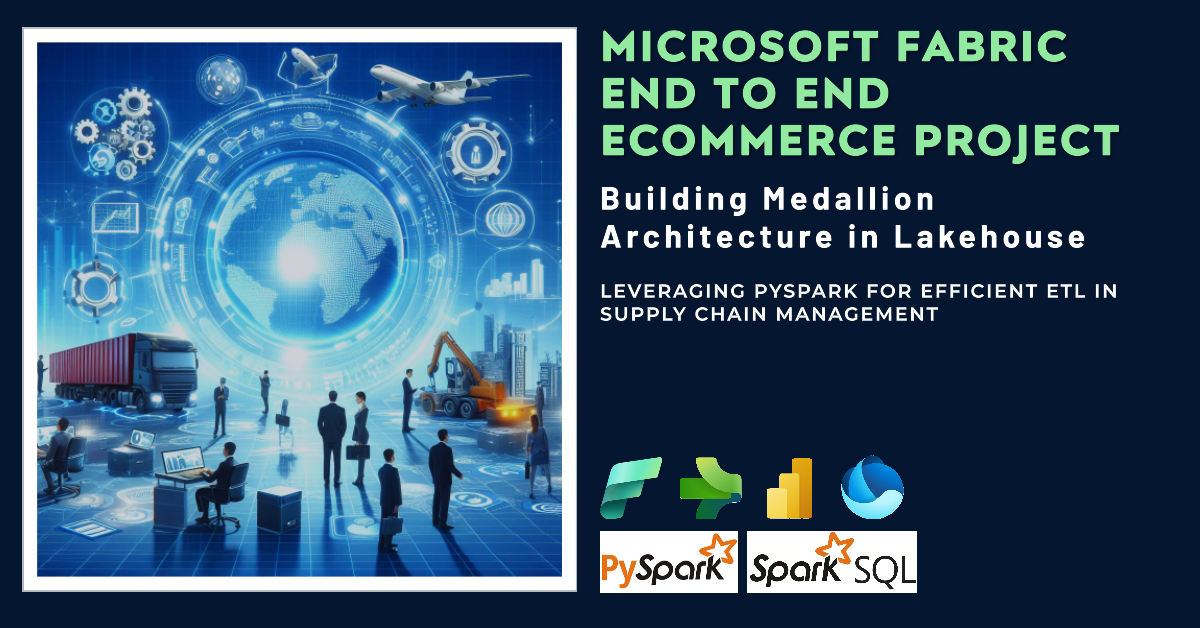 MICROSOFT FABRIC
END TO END
ECOMMERCE PROJECT
Building Medallion
Architecture in Lakehouse
LEVERAGING PYSPARK FOR EFFICIENT ETL IN
SUPPLY CHAIN MANAGEMENT
PySpark
Spark SQL